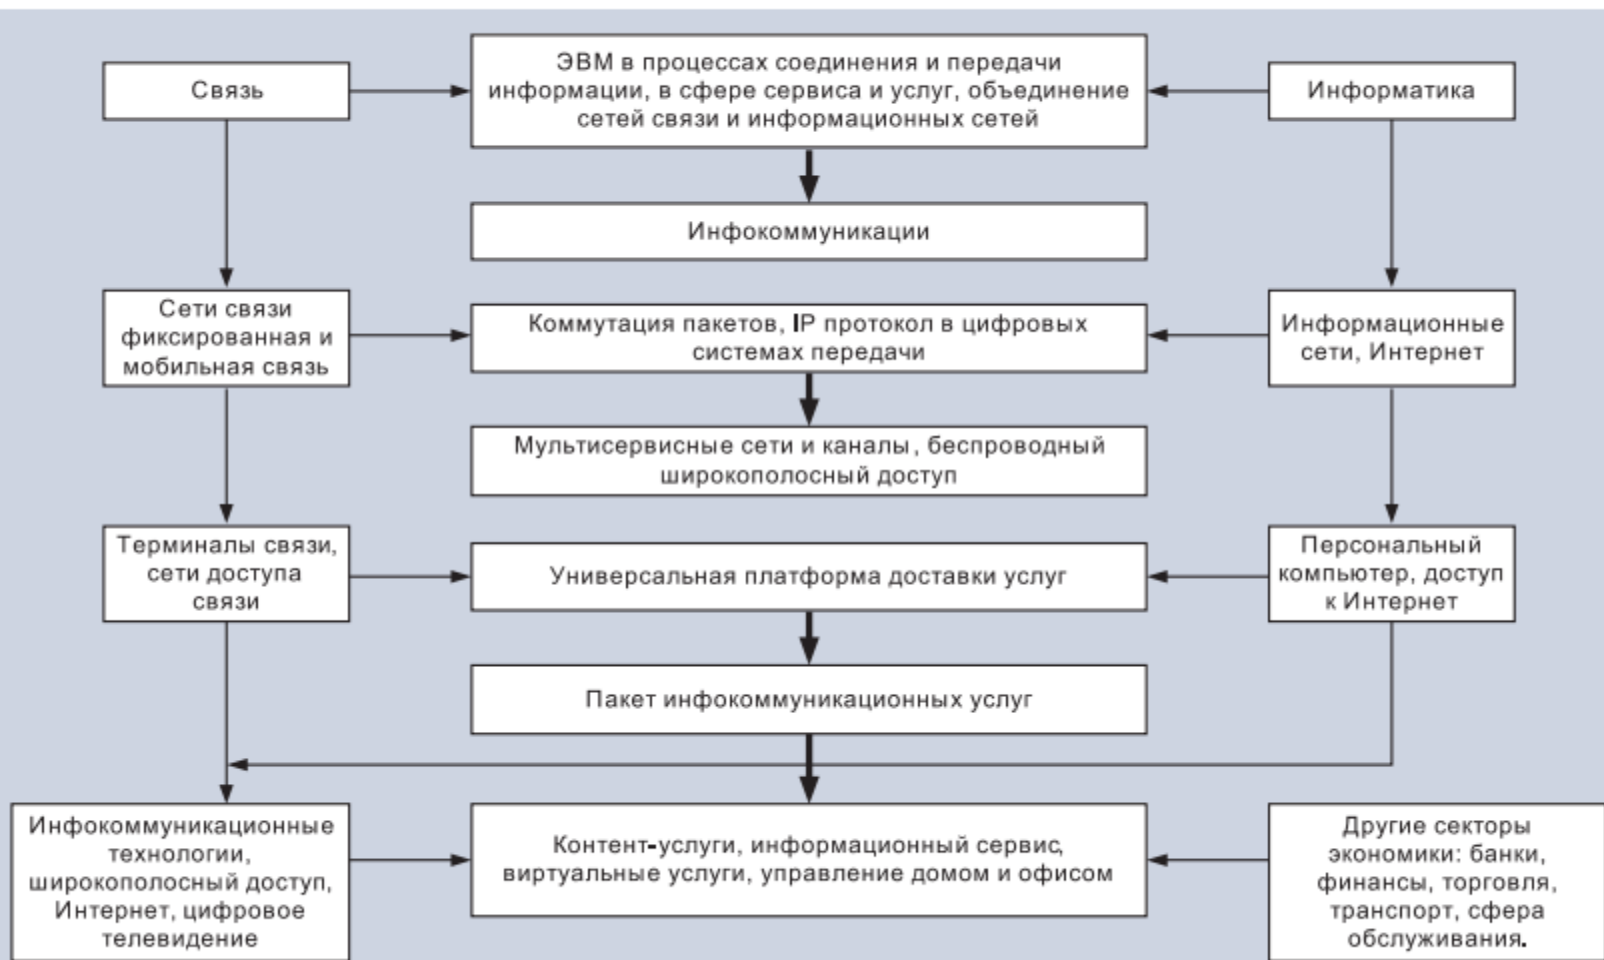 Связь
ЭВМ в процессах соединения и передачи
информации, в сфере сервиса и услуг, объединение
сетей связи и информационных сетей
Информатика
Инфокоммуникации
Сети связи
фиксированная и
мобильная связь
Коммутация пакетов, IP протокол в цифровых
системах передачи
Информационные
сети, Интернет
Мультисервисные сети и каналы, беспроводный
широкополосный доступ
Терминалы связи,
сети доступа
связи
Универсальная платформа доставки услуг
Персональный
компьютер, доступ
к Интернет
Пакет инфокоммуникационных услуг
Инфокоммуникационные
технологии,
широкополосный доступ,
Интернет, цифровое
телевидение
Контент-услуги, информационный сервис,
виртуальные услуги, управление домом и офисом
Другие секторы
экономики: банки,
финансы, торговля,
транспорт, сфера
обслуживания.